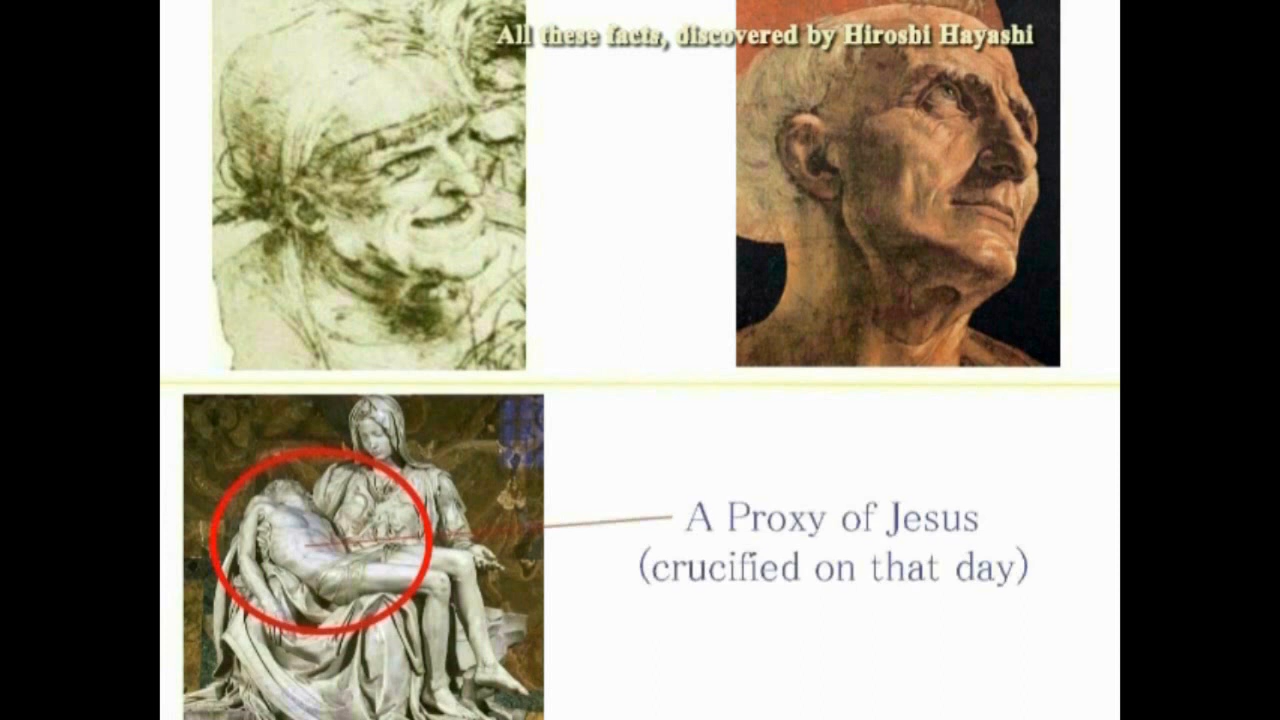 All these facts, discovered by Hiroshi Hayashi
A Proxy of Jesus
(crucified on that day)